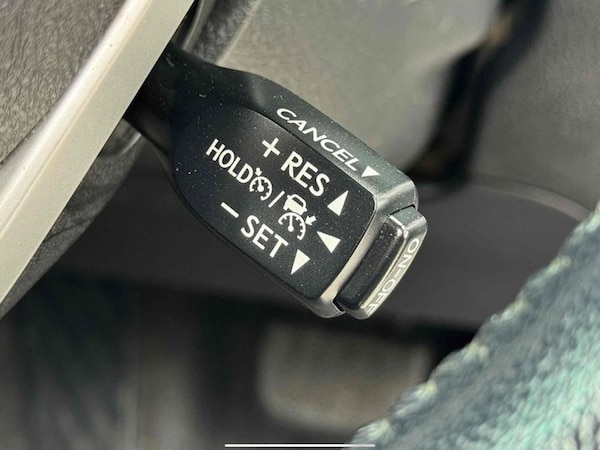 CANCEL
+ RES
HOLD /
- SET
ON-OFF